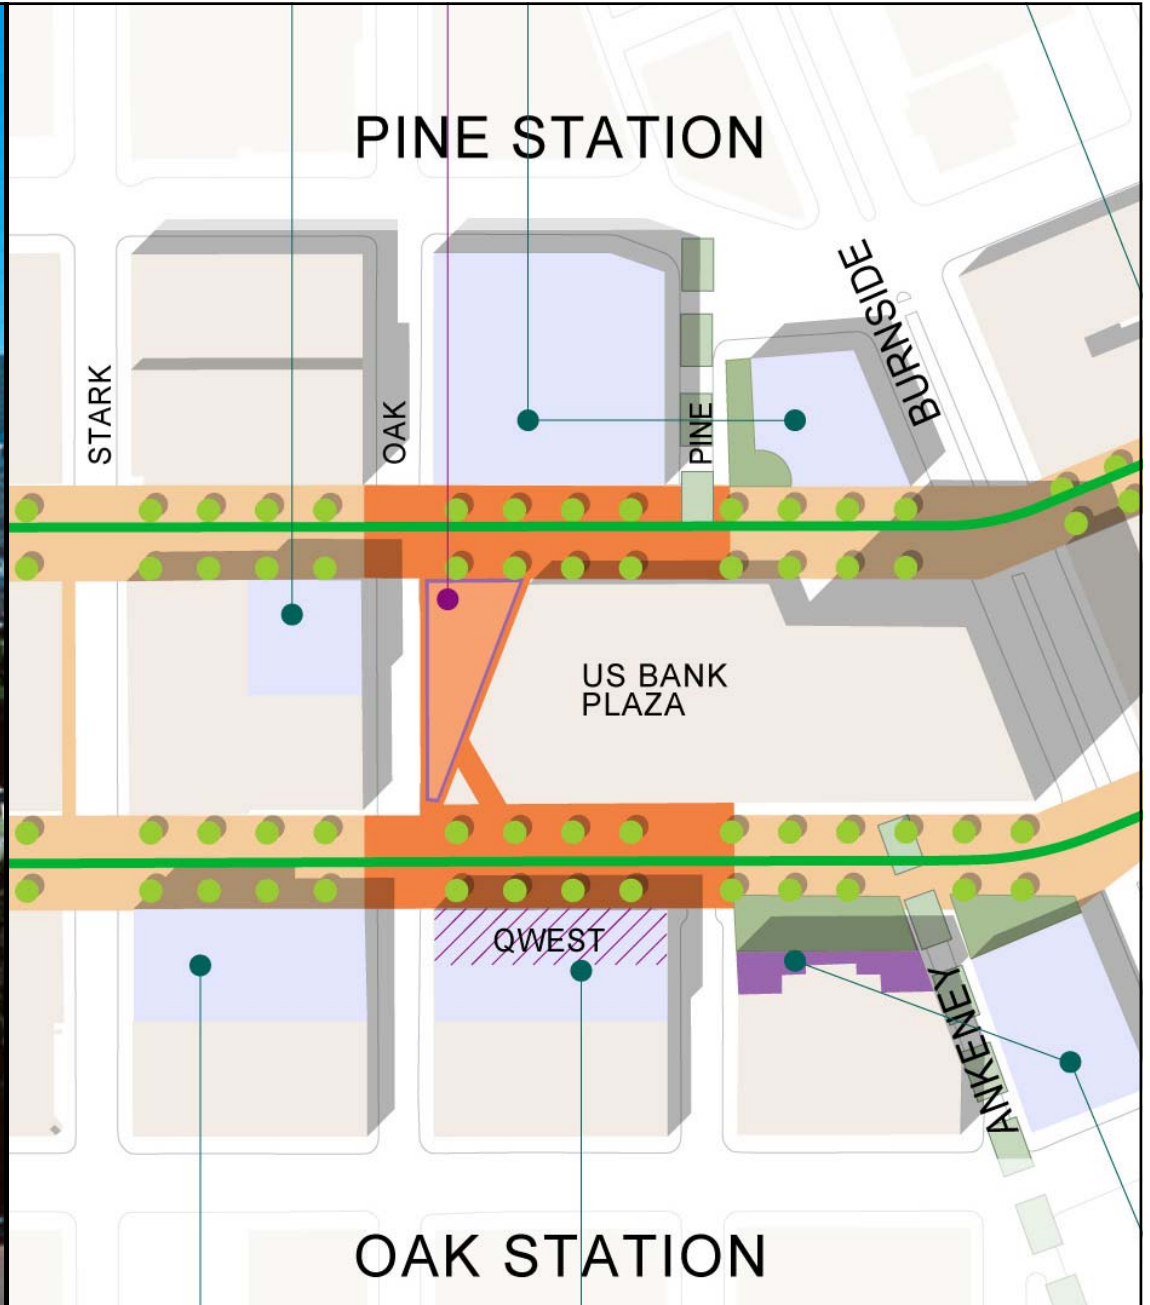 PINE STATION
BURNSIDE
STARK
OAK
PINE
US BANK
PLAZA
QWEST
ANKENEY
OAK STATION